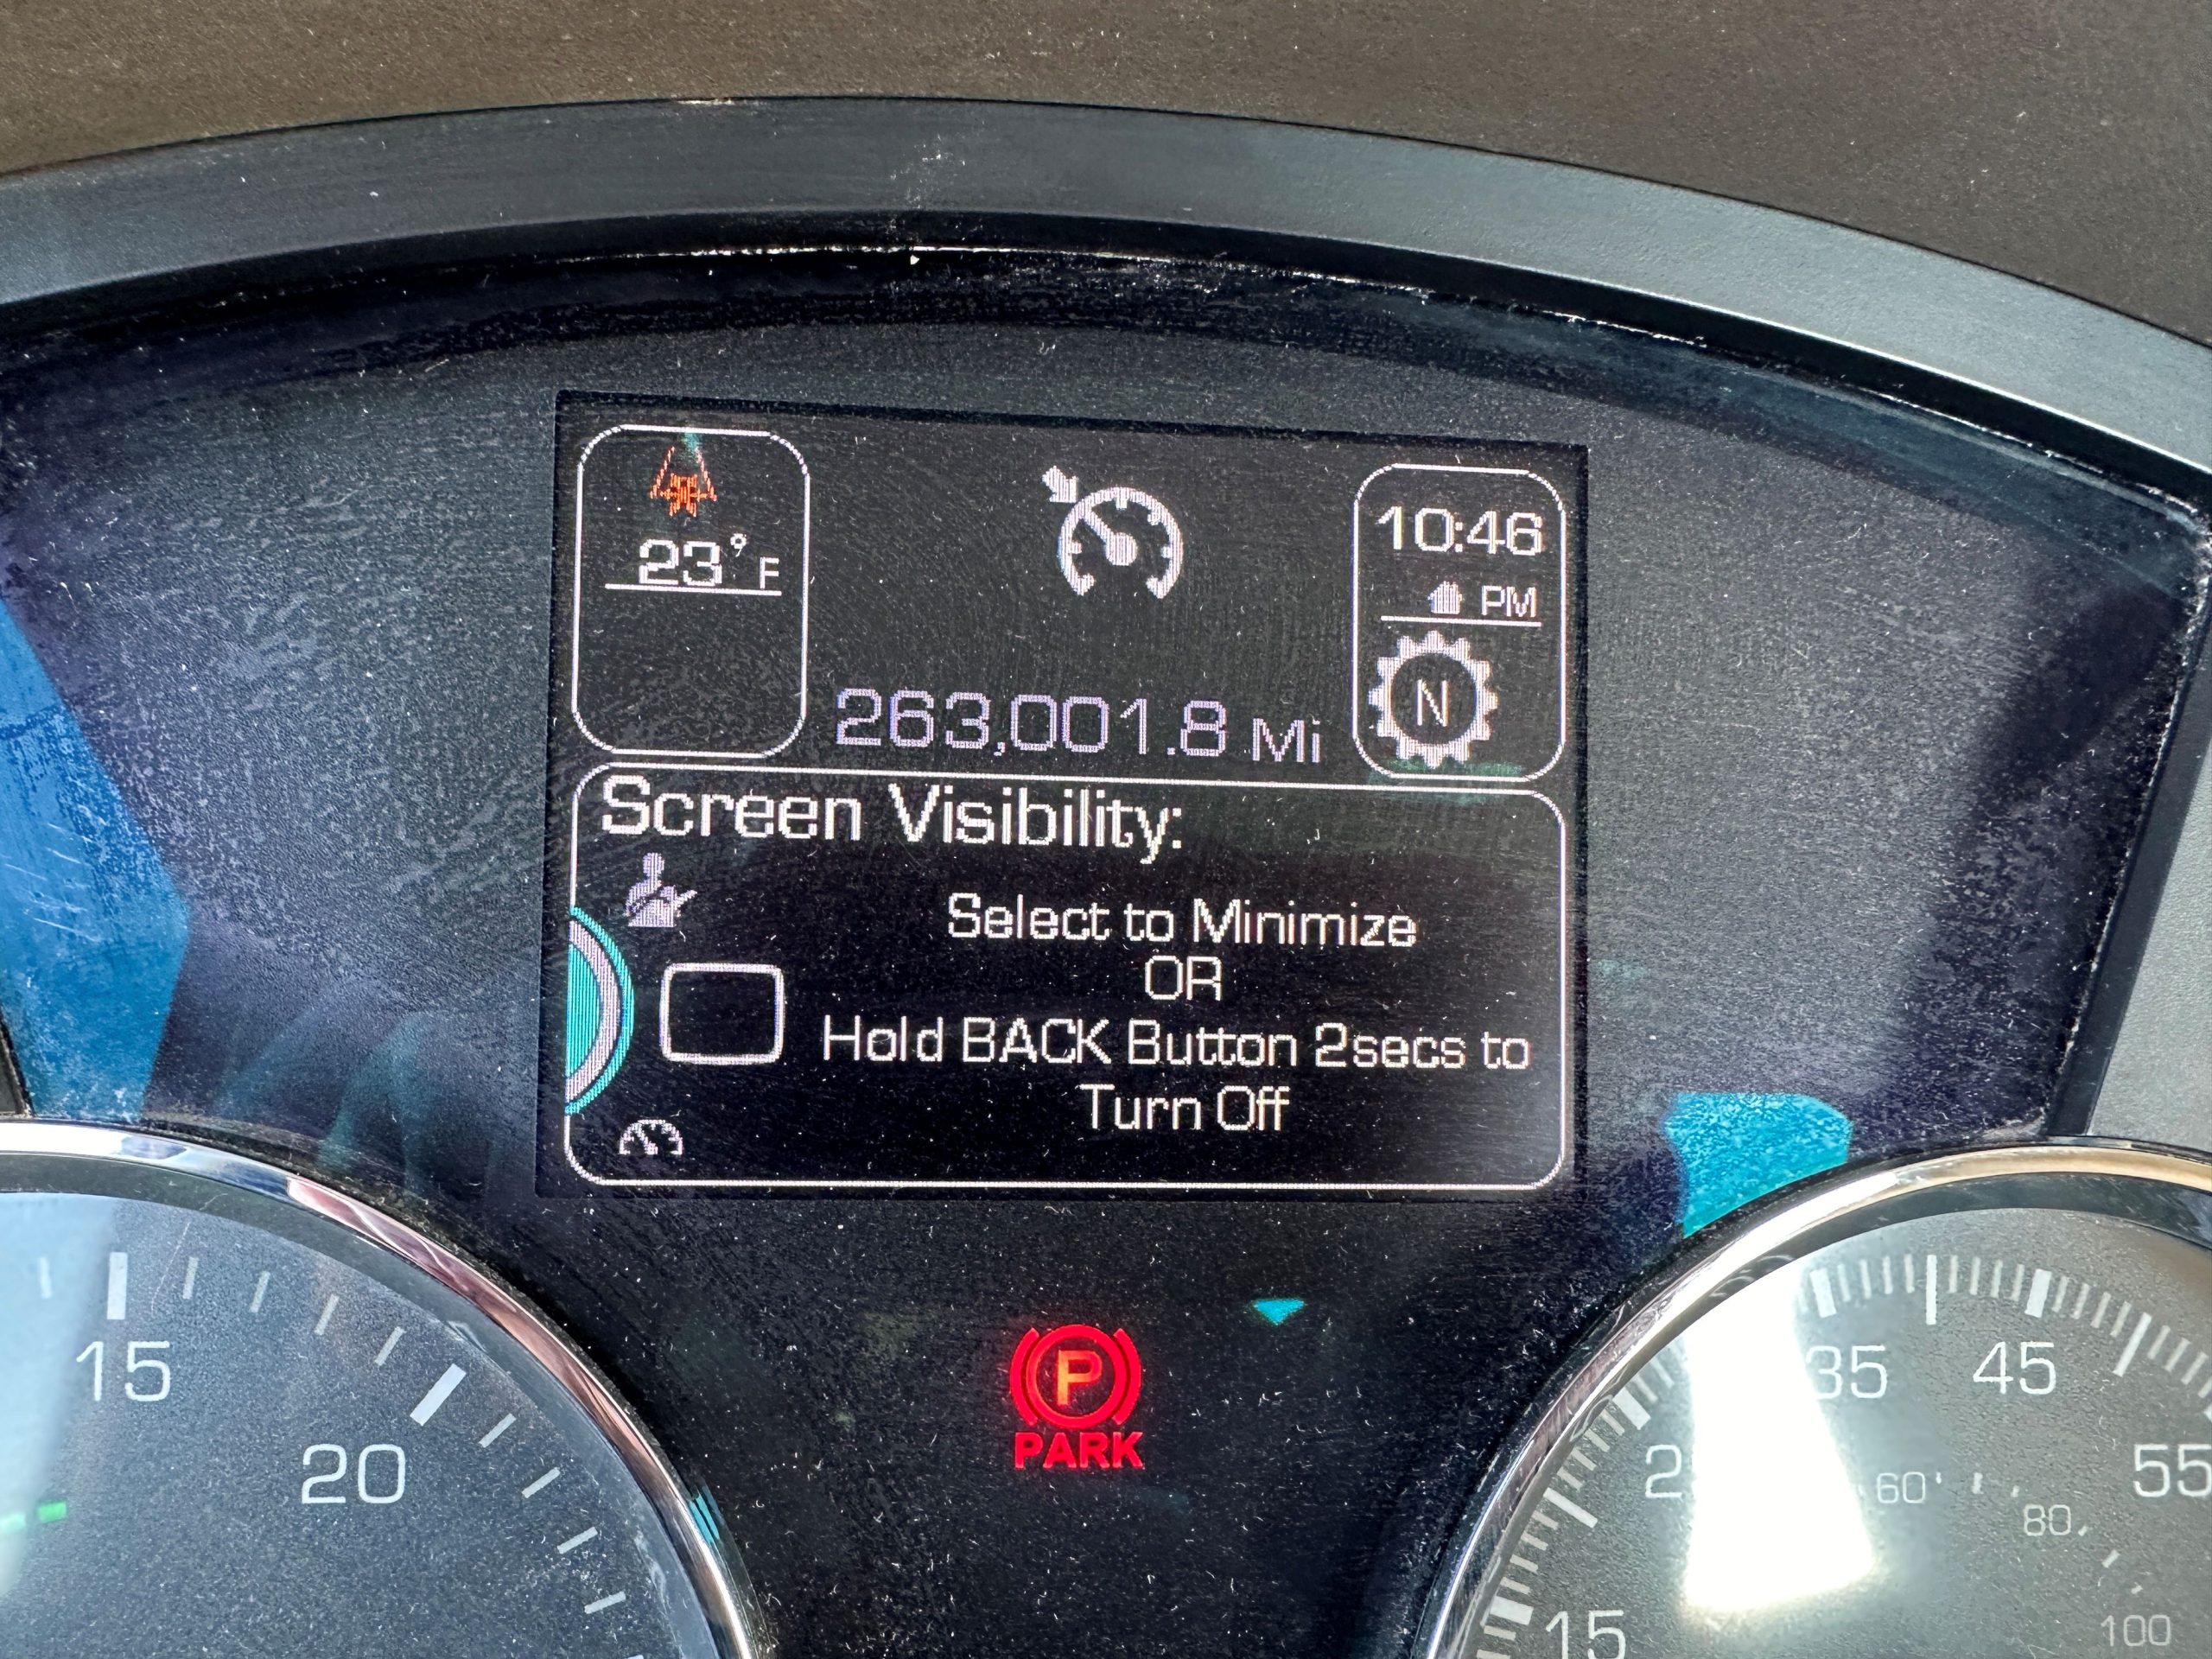 23° F
10:46
PM
N
263,001.8 Mi
Screen Visibility:
Select to Minimize
OR
Hold BACK Button 2secs to
Turn Off
P
PARK
15
20
15
35
45
55
60
80
100